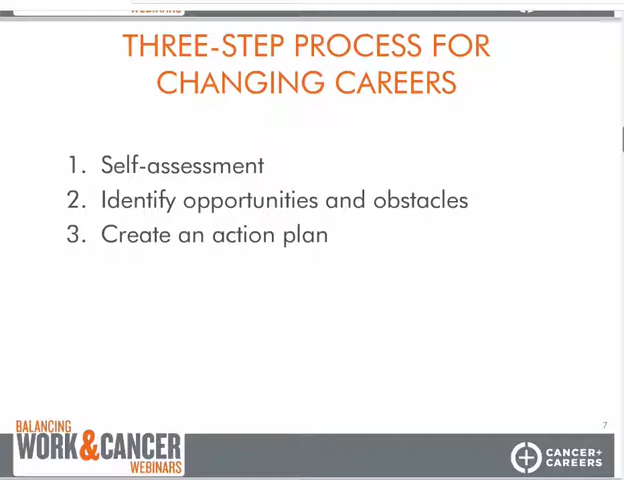 WEBINARS
THREE-STEP PROCESS FOR
CHANGING CAREERS
1. Self-assessment
2. Identify opportunities and obstacles
3. Create an action plan
7
BALANCING
WORK&CANCER
WEBINARS
CANCER+
CAREERS